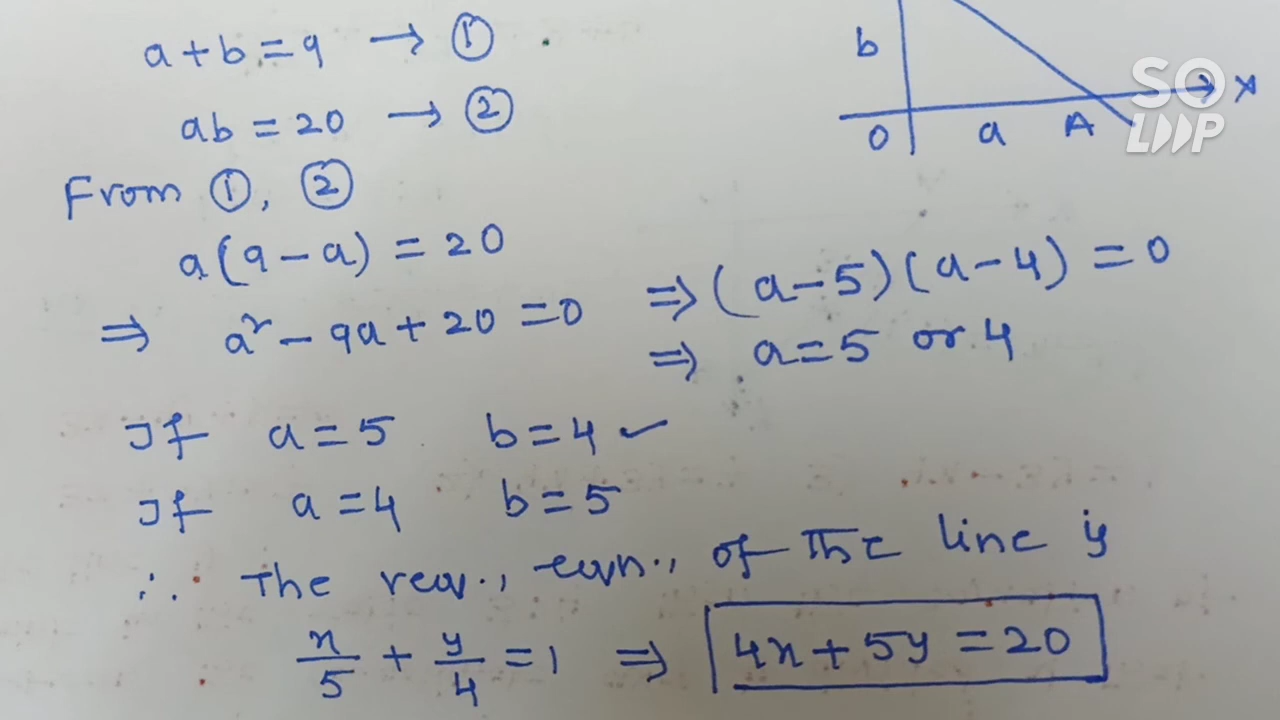 a + b = 9 → ①
ab = 20 → ②
From ①, ②
a(9 - a) = 20
⇒ a² - 9a + 20 = 0 ⇒ (a - 5)(a - 4) = 0
⇒ a = 5 or 4
If a = 5 b = 4 ✓
If a = 4 b = 5
∴ The req., eqn., of the line is
x/5 + y/4 = 1 ⇒ 4x + 5y = 20
b
O a A X
SO
LOOP